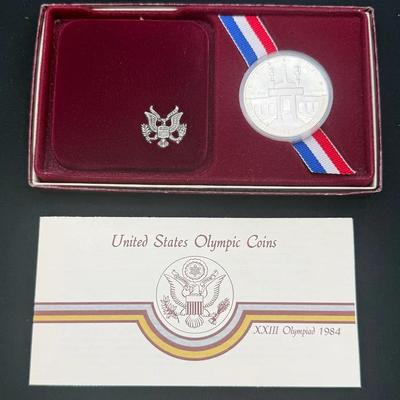 United States Olympic Coins
XXIII Olympiad 1984